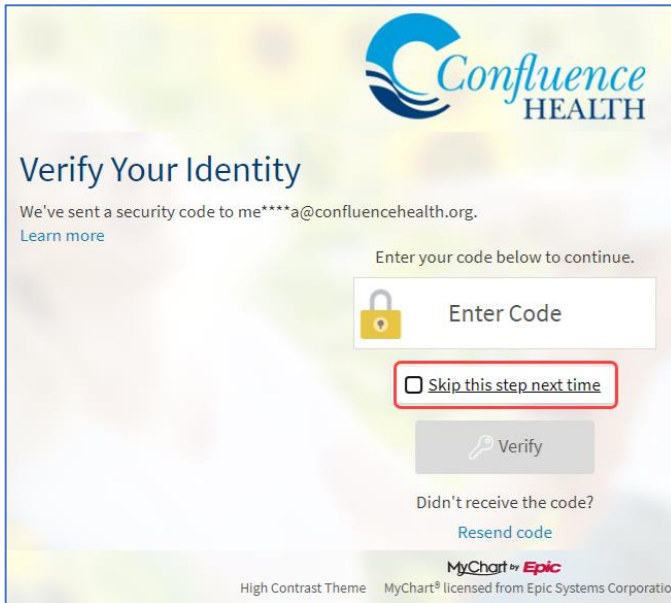 Confluence
HEALTH
Verify Your Identity
We've sent a security code to me****a@confluencehealth.org.
Learn more
Enter your code below to continue.
Enter Code
Skip this step next time
Verify
Didn't receive the code?
Resend code
MyChart by Epic
High Contrast Theme MyChart® licensed from Epic Systems Corporatio